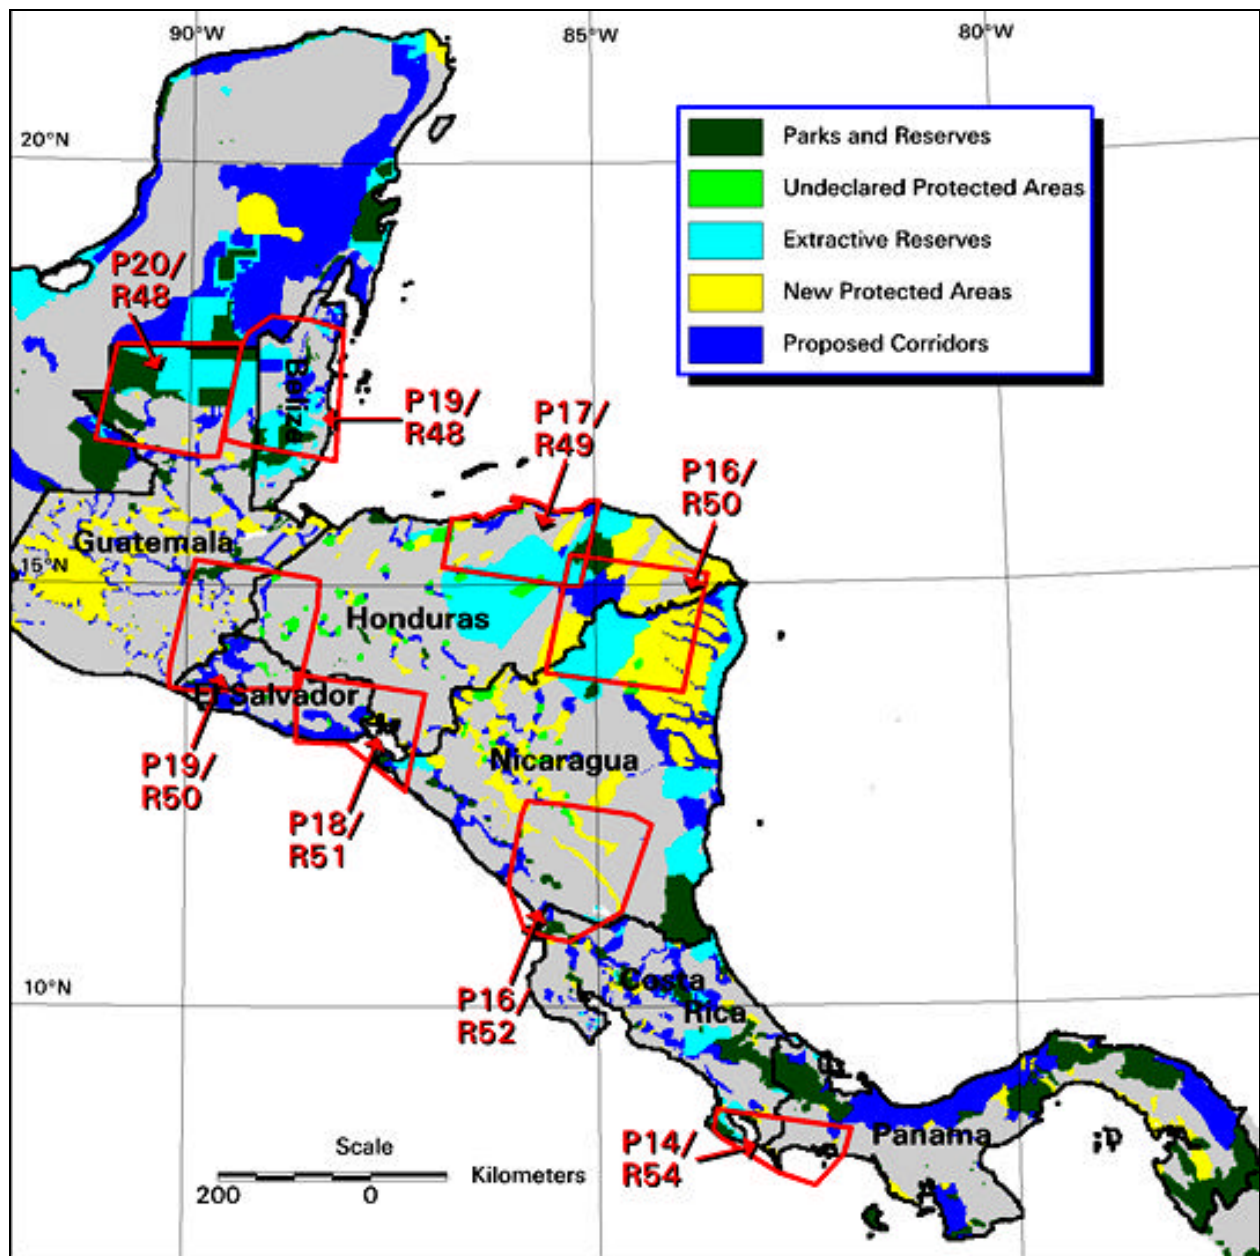 90°W
85°W
80°W
20°N
Parks and Reserves
Undeclared Protected Areas
Extractive Reserves
New Protected Areas
Proposed Corridors
P20/
R48
Belize
P19/
R48
P17/
R49
P16/
R50
Guatemala
15°N
Honduras
El Salvador
Nicaragua
P19/
R50
P18/
R51
10°N
P16/
R52
Costa
Rica
Panama
P14/
R54
Scale
Kilometers
200
0